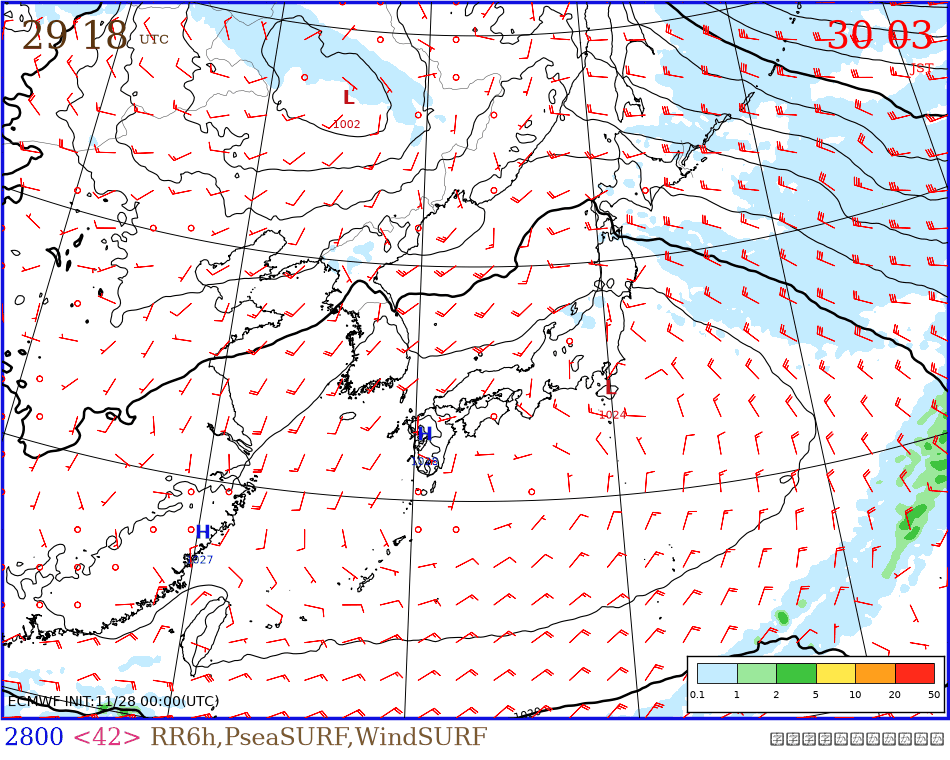 29 18 UTC
30 03
JST
L
1002
L
1024
H
H
1020
0.1 1 2 5 10 20 50
ECMWF INIT:11/28 00:00(UTC)
2800 <42> RR6h,PseaSURF,WindSURF